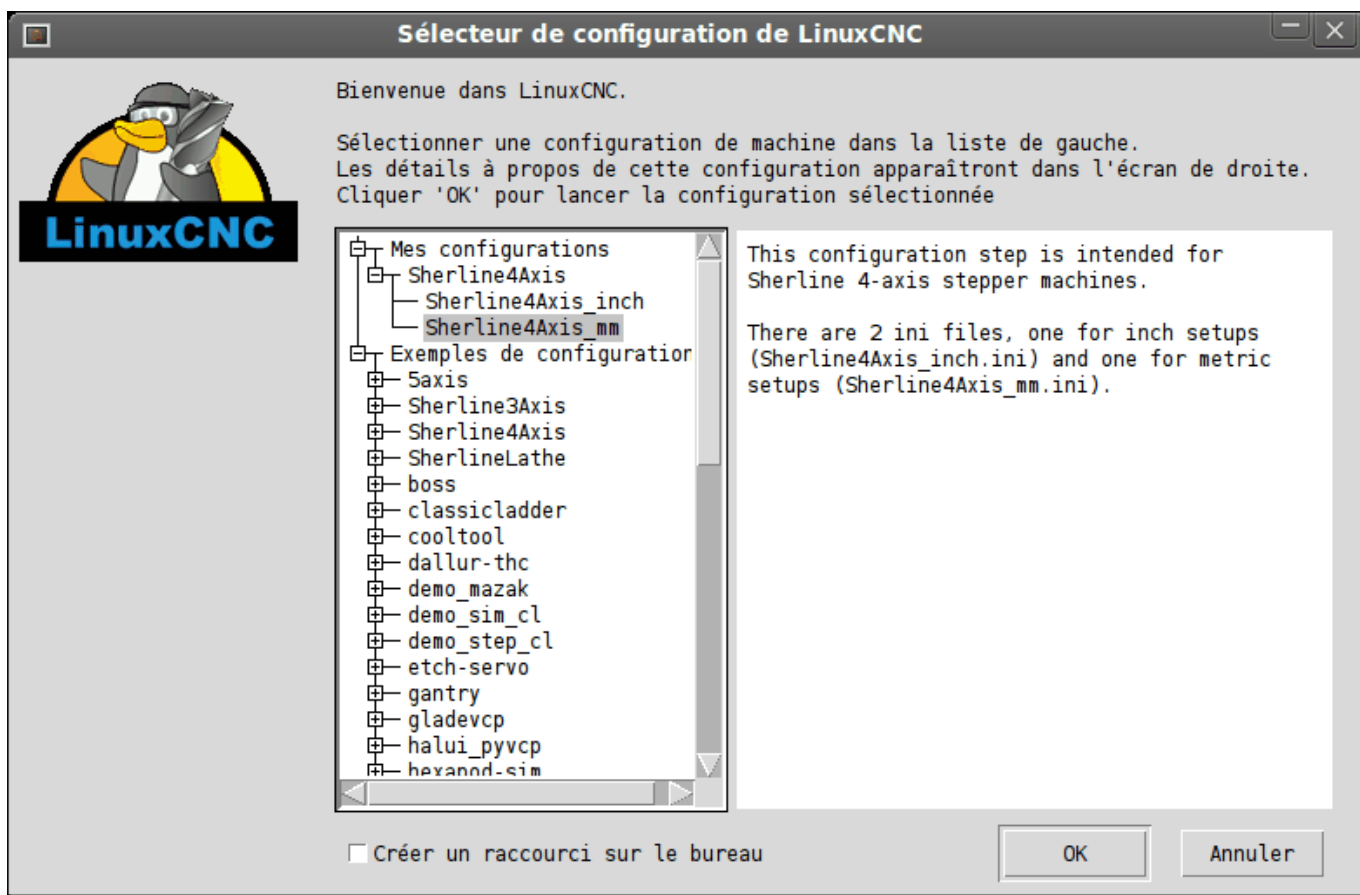 Sélecteur de configuration de LinuxCNC
LinuxCNC
Bienvenue dans LinuxCNC.
Sélectionner une configuration de machine dans la liste de gauche.
Les détails à propos de cette configuration apparaîtront dans l'écran de droite.
Cliquer 'OK' pour lancer la configuration sélectionnée
Mes configurations
Sherline4Axis
Sherline4Axis_inch
Sherline4Axis_mm
Exemples de configuration
5axis
Sherline3Axis
Sherline4Axis
SherlineLathe
boss
classicladder
cooltool
dallur-thc
demo_mazak
demo_sim_cl
demo_step_cl
etch-servo
gantry
gladevcp
halui_pyvcp
hexapod-sim
This configuration step is intended for
Sherline 4-axis stepper machines.
There are 2 ini files, one for inch setups
(Sherline4Axis_inch.ini) and one for metric
setups (Sherline4Axis_mm.ini).
Créer un raccourci sur le bureau
OK
Annuler